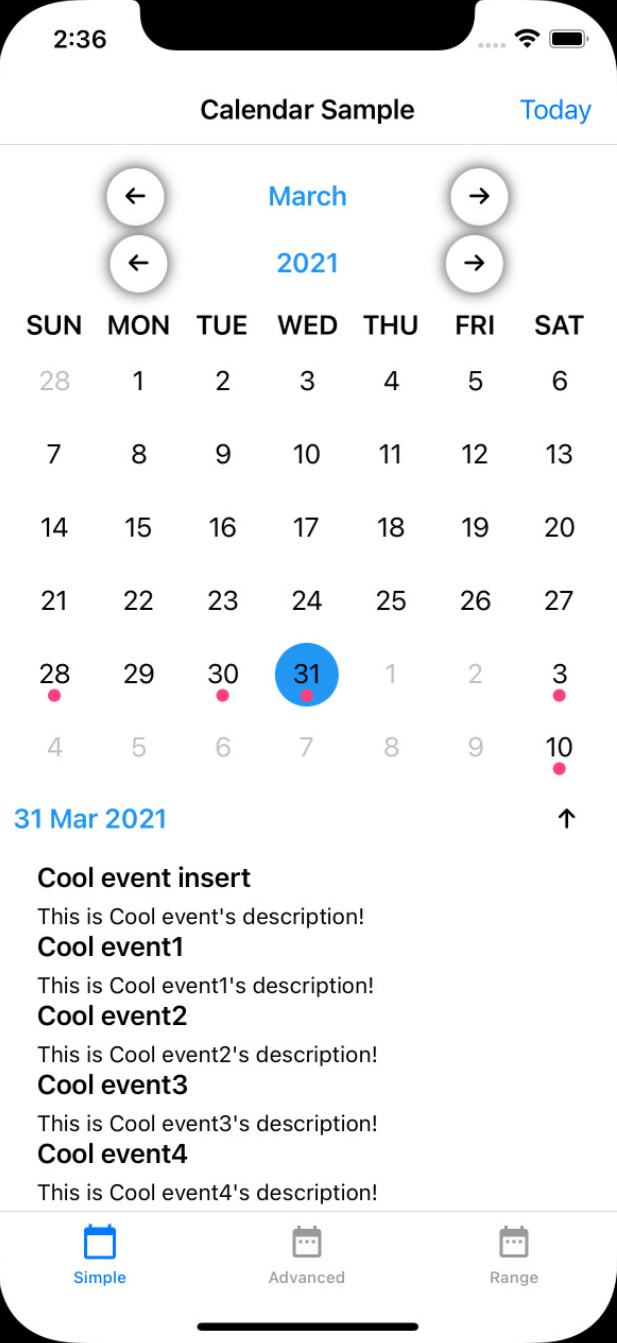 2:36
Calendar Sample Today
← March →
← 2021 →
SUN MON TUE WED THU FRI SAT
28 1 2 3 4 5 6
7 8 9 10 11 12 13
14 15 16 17 18 19 20
21 22 23 24 25 26 27
28 29 30 31 1 2 3
4 5 6 7 8 9 10
31 Mar 2021 ↑
Cool event insert
This is Cool event's description!
Cool event1
This is Cool event1's description!
Cool event2
This is Cool event2's description!
Cool event3
This is Cool event3's description!
Cool event4
This is Cool event4's description!
Simple Advanced Range